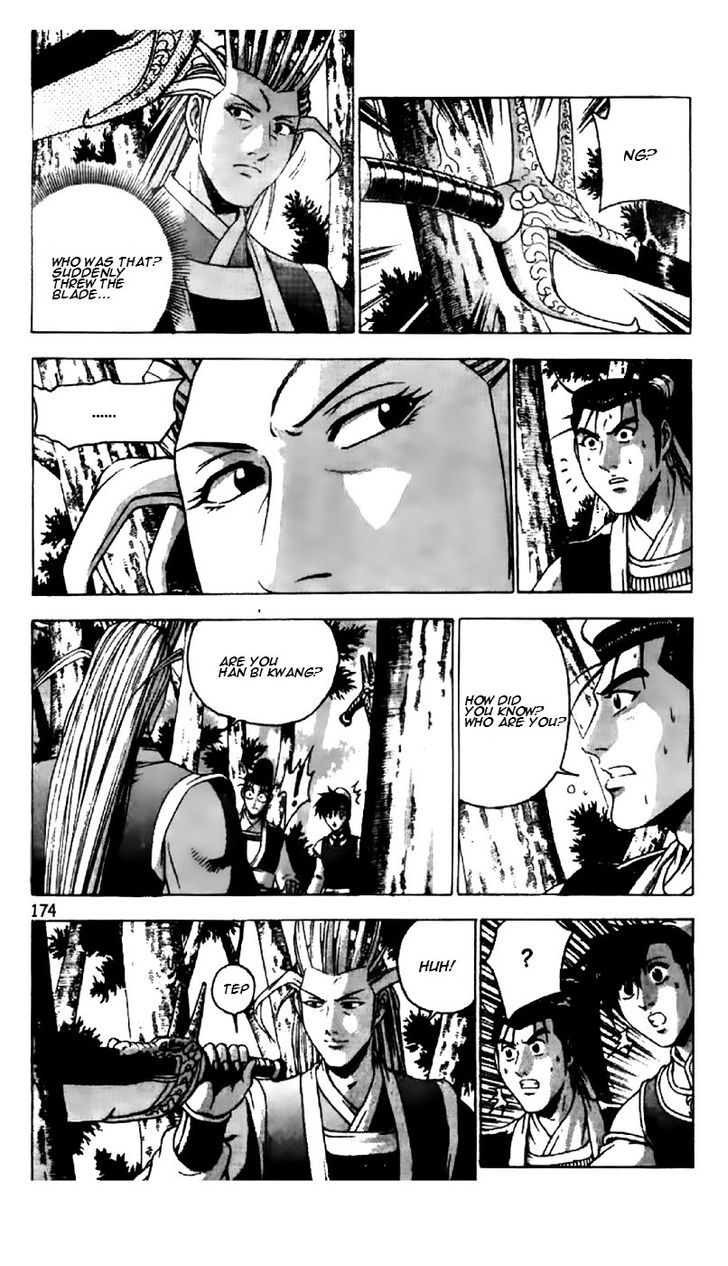 NG?
WHO WAS THAT?
SUDDENLY
THREW THE
BLADE...
......
ARE YOU
HAN BI KWANG?
HOW DID
YOU KNOW?
WHO ARE YOU?
174
HUH!
TEP
?